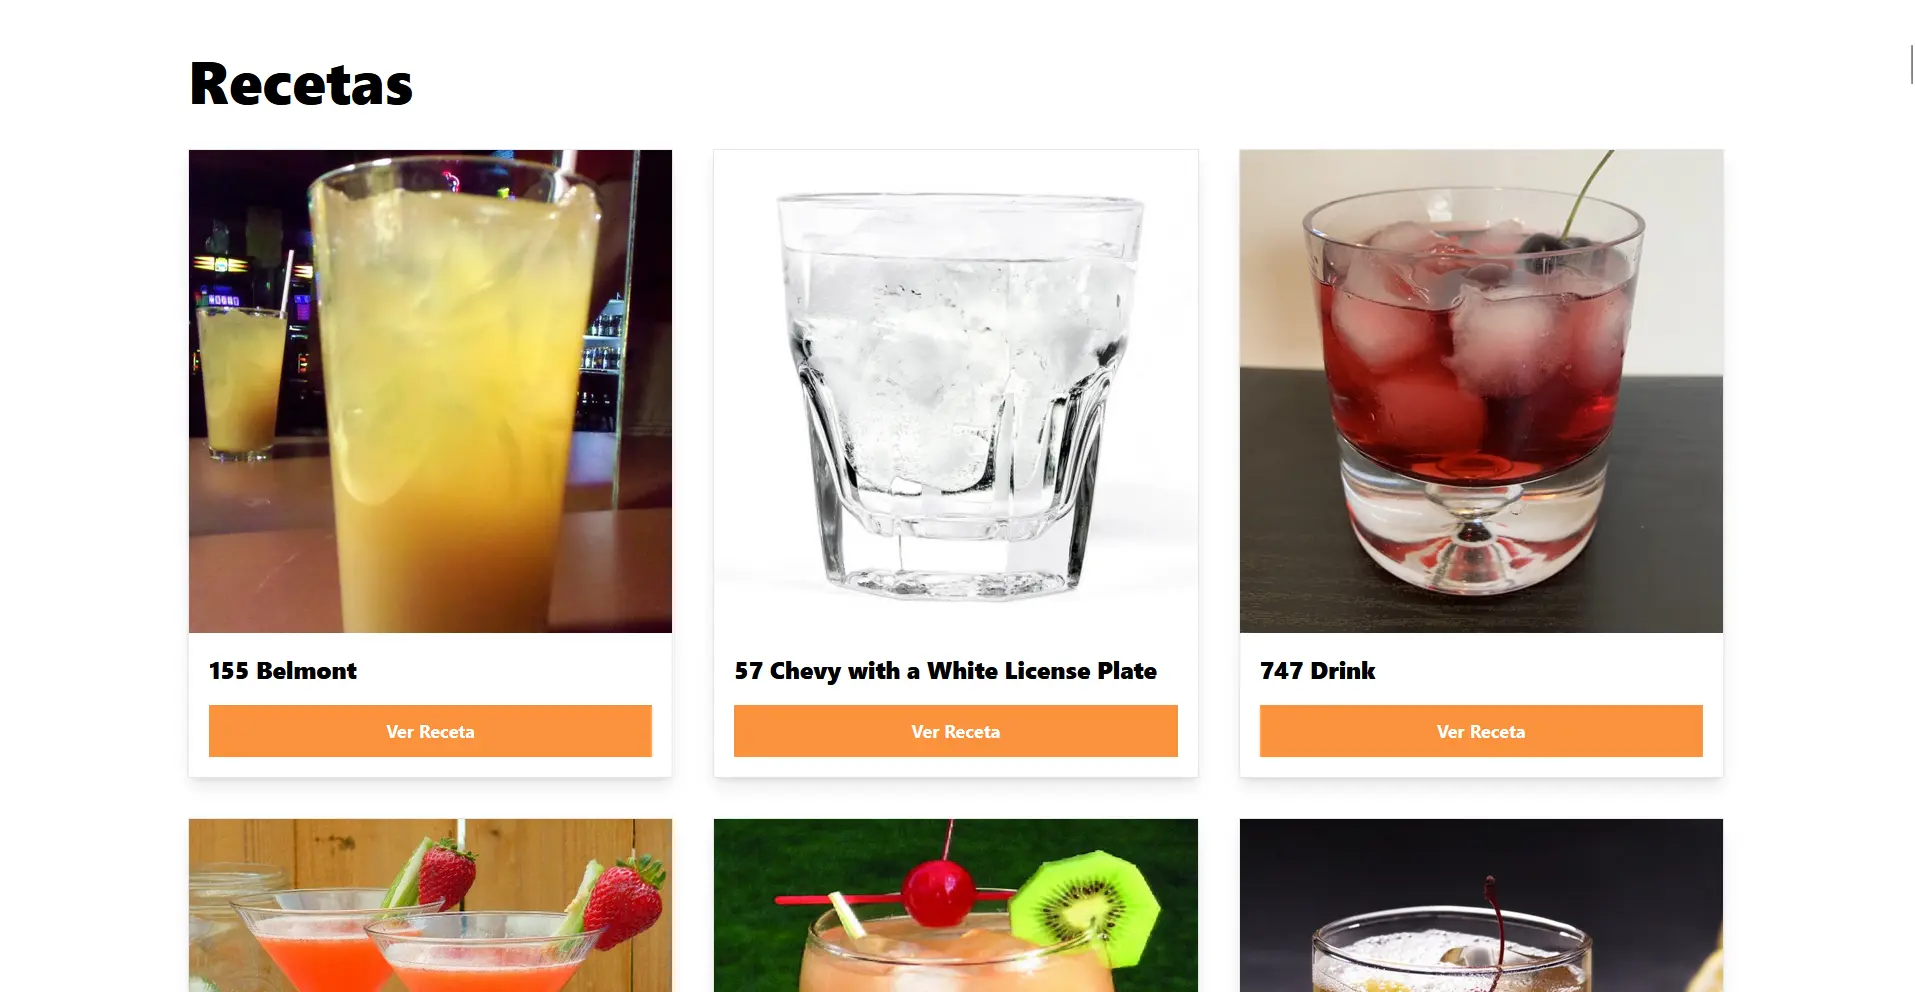 Recetas
155 Belmont
57 Chevy with a White License Plate
747 Drink
Ver Receta
Ver Receta
Ver Receta